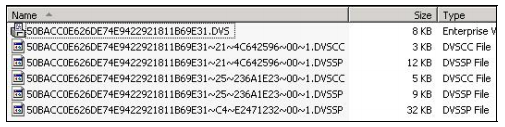 Name Size Type
50BACC0E626DE74E9422921811B69E31.DVS 8 KB Enterprise V
50BACC0E626DE74E9422921811B69E31~21~4C642596~00~1.DVSCC 3 KB DVSCC File
50BACC0E626DE74E9422921811B69E31~21~4C642596~00~1.DVSSP 12 KB DVSSP File
50BACC0E626DE74E9422921811B69E31~25~236A1E23~00~1.DVSCC 5 KB DVSCC File
50BACC0E626DE74E9422921811B69E31~25~236A1E23~00~1.DVSSP 9 KB DVSSP File
50BACC0E626DE74E9422921811B69E31~C4~E2471232~00~1.DVSSP 32 KB DVSSP File